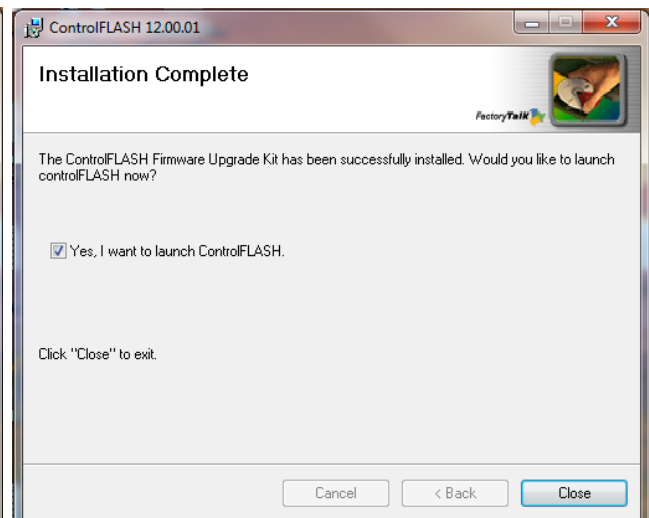 ControlFLASH 12.00.01
Installation Complete
FactoryTalk
The ControlFLASH Firmware Upgrade Kit has been successfully installed. Would you like to launch
controlFLASH now?
Yes, I want to launch ControlFLASH.
Click "Close" to exit.
Cancel
< Back
Close